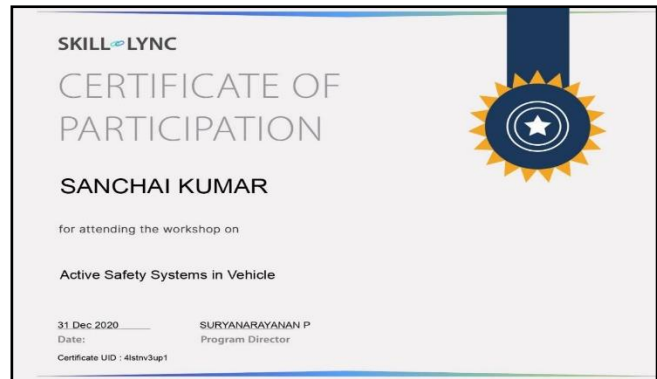 SKILL LYNC
CERTIFICATE OF
PARTICIPATION
SANCHAI KUMAR
for attending the workshop on
Active Safety Systems in Vehicle
31 Dec 2020 SURYANARAYANAN P
Date: Program Director
Certificate UID : 4lstnv3up1